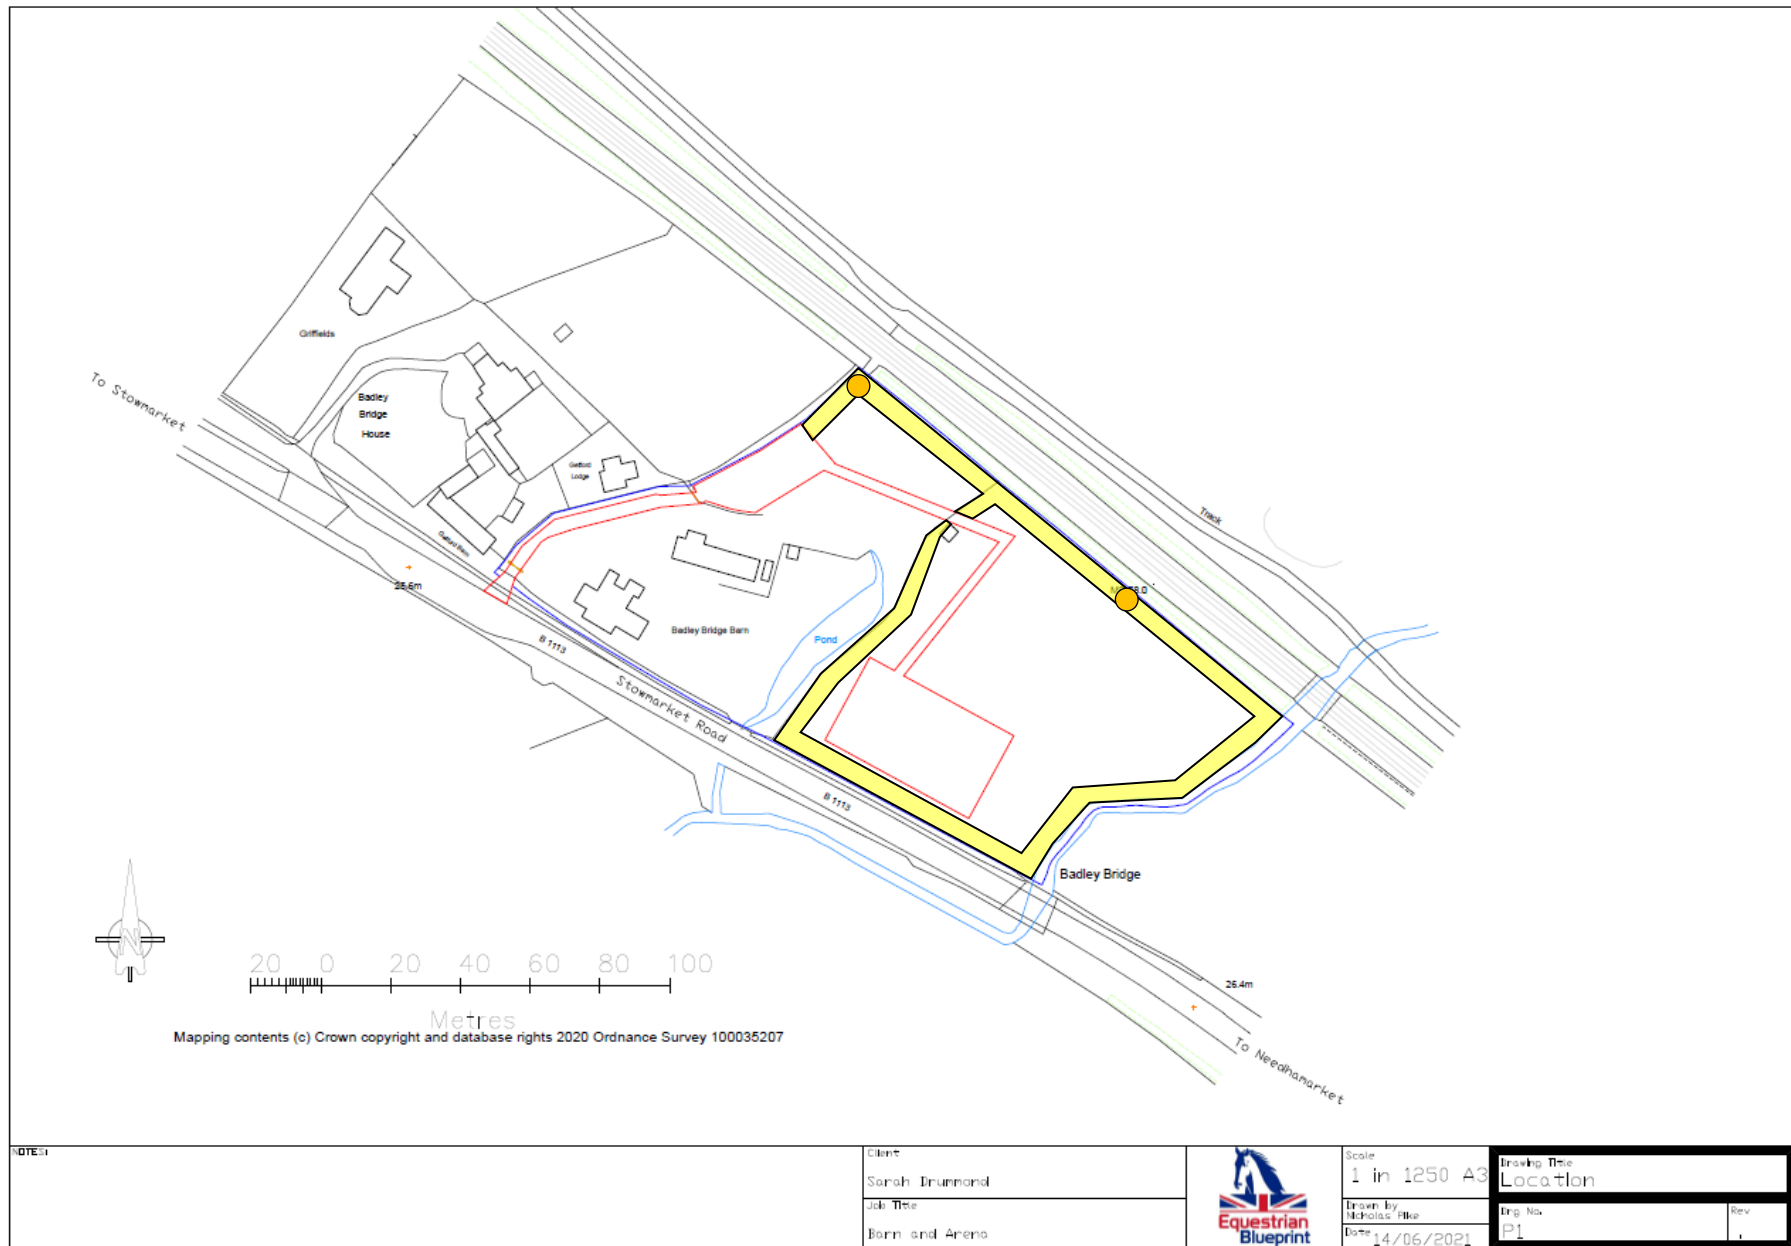 To Stowmarket
Griffields
Badley
Bridge
House
Gatford
Lodge
Gatford Barn
25.6m
B 1113
Stowmarket Road
Badley Bridge Barn
Pond
Track
B 1113
Badley Bridge
26.4m
To Needhamarket
N
20 0 20 40 60 80 100
Metres
Mapping contents (c) Crown copyright and database rights 2020 Ordnance Survey 100035207
NOTES:
Client
Sarah Drummond
Job Title
Barn and Arena
Equestrian
Blueprint
Scale
1 in 1250 A3
Drawn by
Nicholas Pike
Date 14/06/2021
Drawing Title
Location
Drg No.
P1
Rev